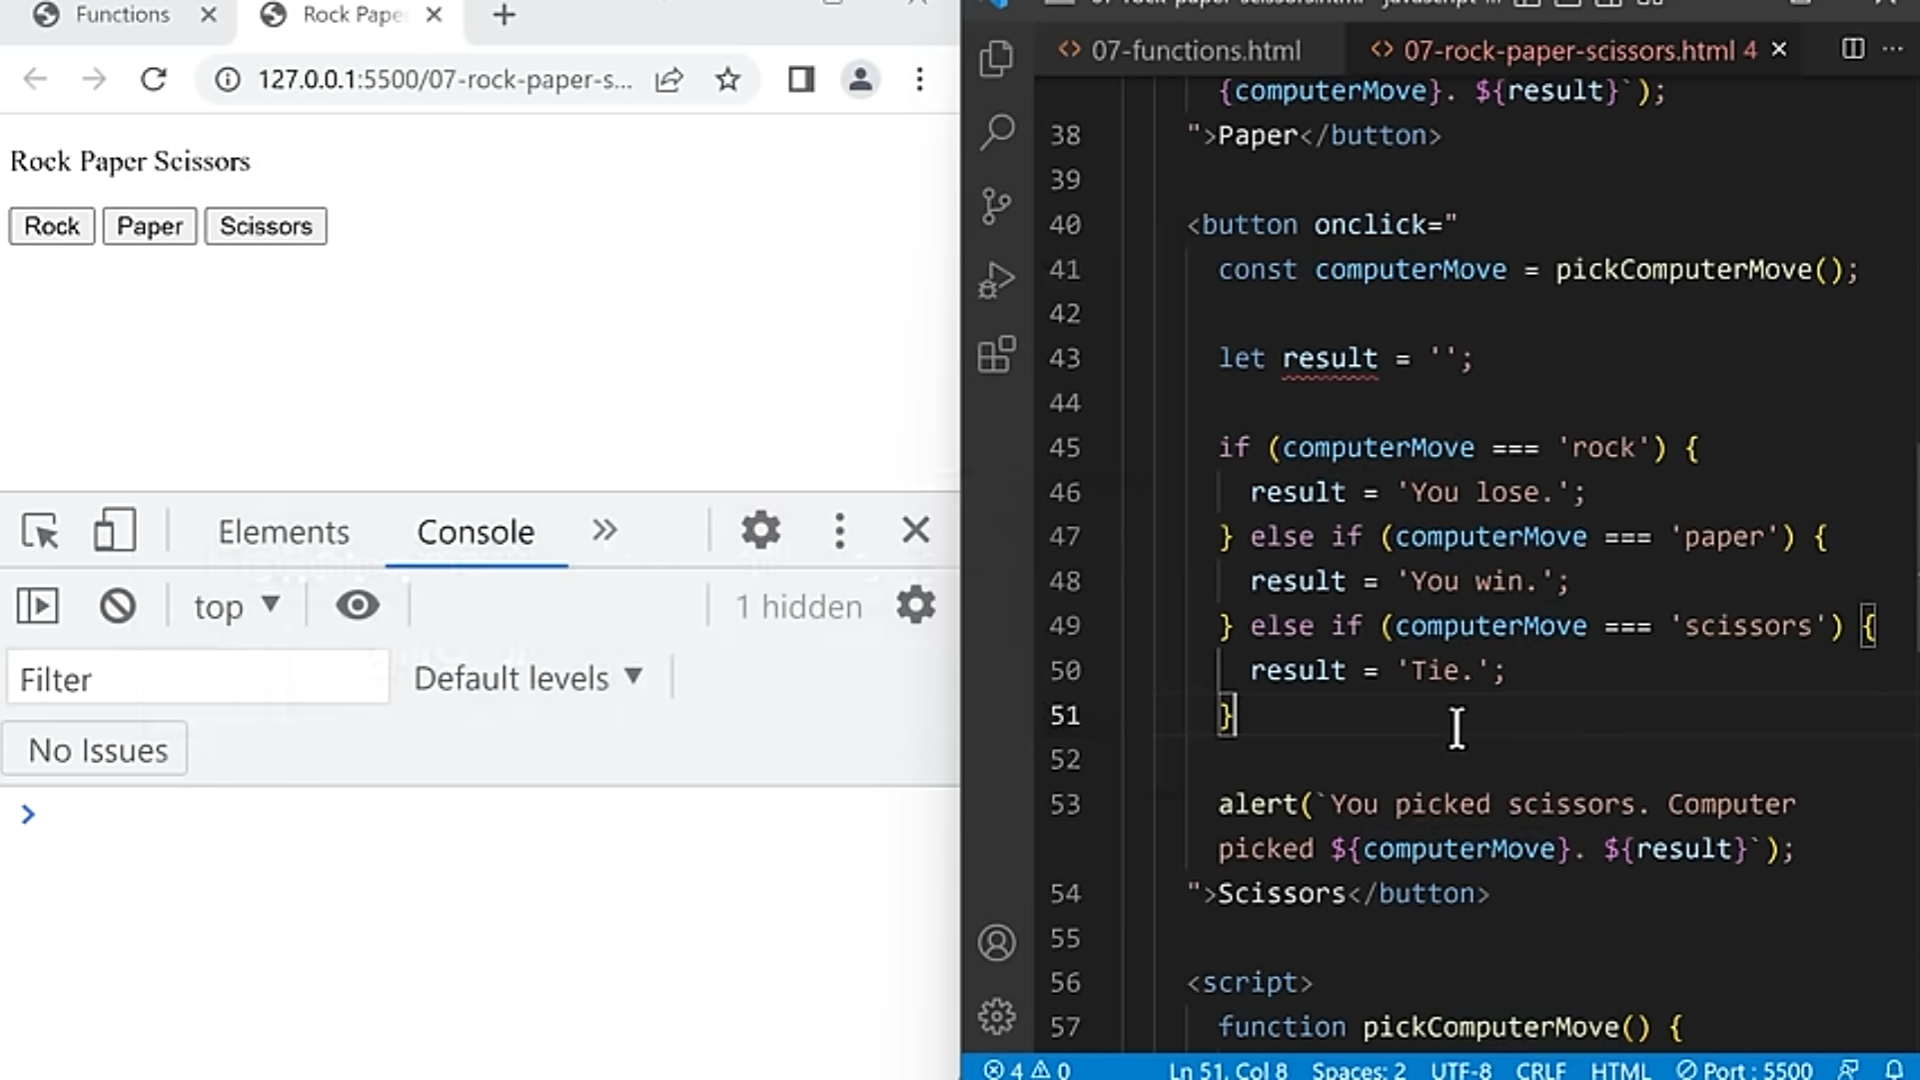 Functions
Rock Pape
127.0.0.1:5500/07-rock-paper-s...
Rock Paper Scissors
Rock Paper Scissors
Elements Console
top 1 hidden
Filter Default levels
No Issues
07-functions.html 07-rock-paper-scissors.html 4
{computerMove}. ${result}`);
38 ">Paper</button>
39
40 <button onclick="
41 const computerMove = pickComputerMove();
42
43 let result = '';
44
45 if (computerMove === 'rock') {
46 result = 'You lose.';
47 } else if (computerMove === 'paper') {
48 result = 'You win.';
49 } else if (computerMove === 'scissors') {
50 result = 'Tie.';
51 }
52
53 alert(`You picked scissors. Computer
picked ${computerMove}. ${result}`);
54 ">Scissors</button>
55
56 <script>
57 function pickComputerMove() {
4 0 Ln 51, Col 8 Spaces: 2 UTF-8 CRLF HTML Port : 5500